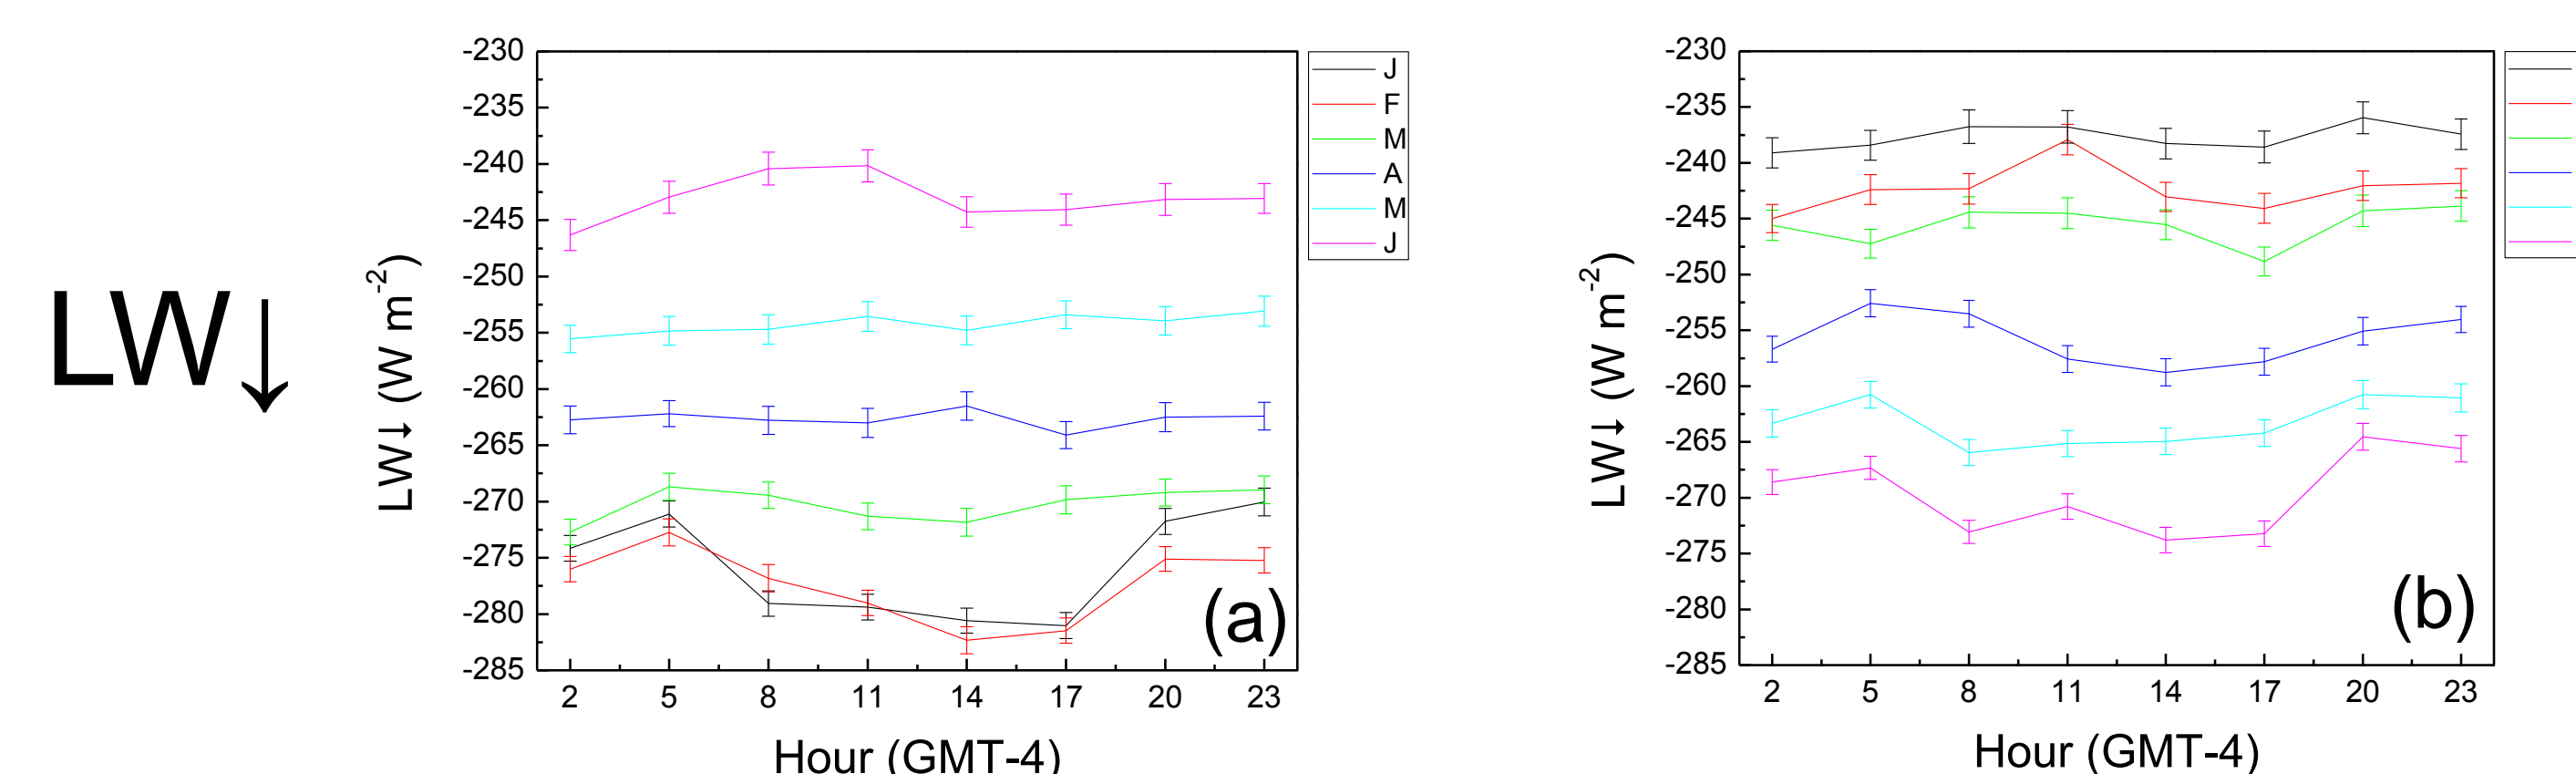 LW↓
LW↓ (W m-2)
-230
-235
-240
-245
-250
-255
-260
-265
-270
-275
-280
-285
2 5 8 11 14 17 20 23
Hour (GMT-4)
(a)
J
F
M
A
M
J
LW↓ (W m-2)
-230
-235
-240
-245
-250
-255
-260
-265
-270
-275
-280
-285
2 5 8 11 14 17 20 23
Hour (GMT-4)
(b)